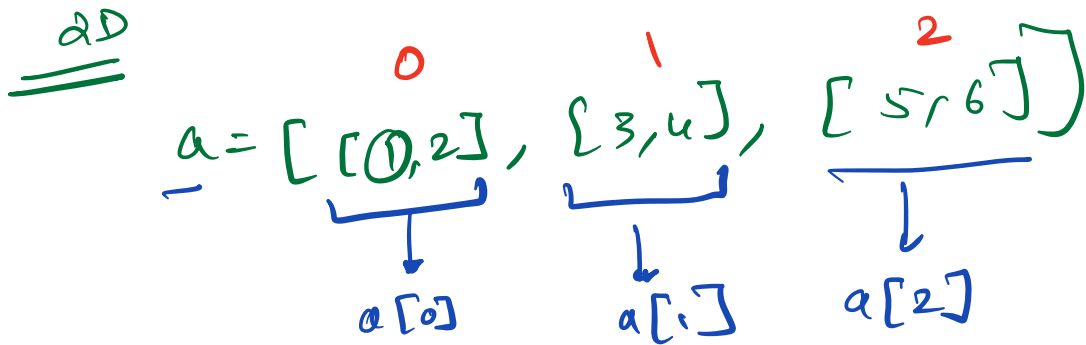 2D
0 1 2
a = [ [1,2], [3,4], [5,6] ]
a[0] a[1] a[2]